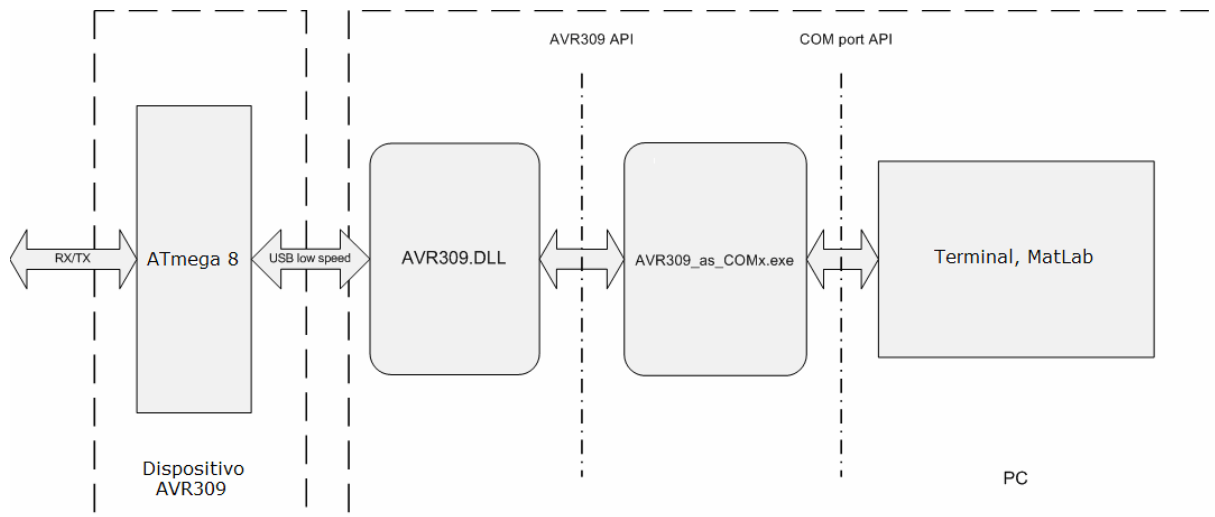 AVR309 API
COM port API
RX/TX
ATmega 8
USB low speed
AVR309.DLL
AVR309_as_COMx.exe
Terminal, MatLab
Dispositivo
AVR309
PC